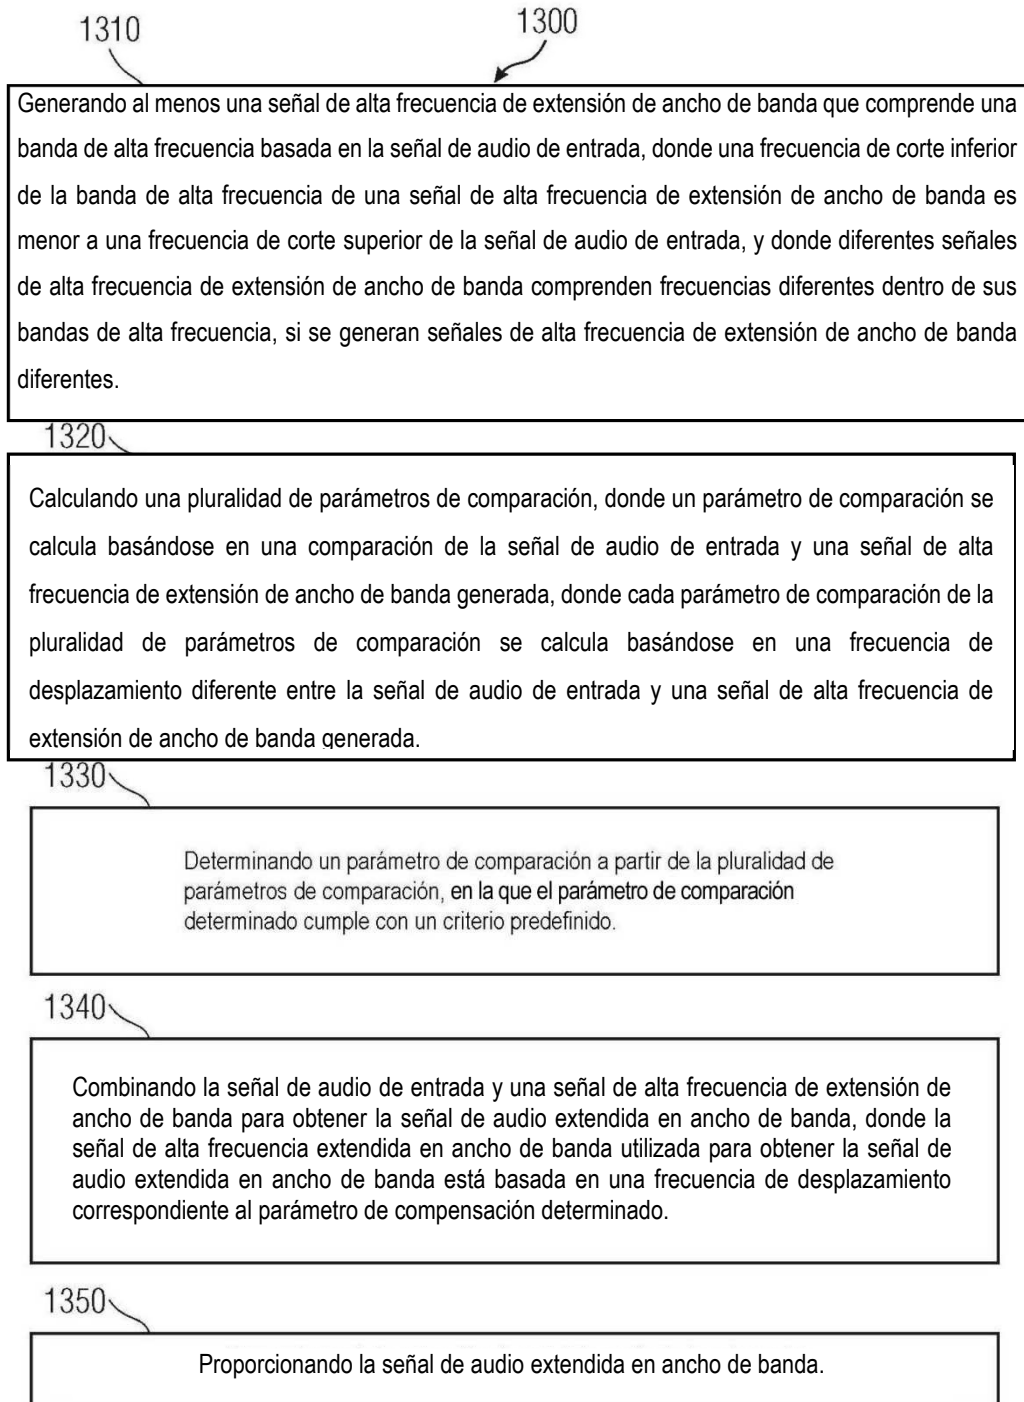 1310
1300
Generando al menos una señal de alta frecuencia de extensión de ancho de banda que comprende una
banda de alta frecuencia basada en la señal de audio de entrada, donde una frecuencia de corte inferior
de la banda de alta frecuencia de una señal de alta frecuencia de extensión de ancho de banda es
menor a una frecuencia de corte superior de la señal de audio de entrada, y donde diferentes señales
de alta frecuencia de extensión de ancho de banda comprenden frecuencias diferentes dentro de sus
bandas de alta frecuencia, si se generan señales de alta frecuencia de extensión de ancho de banda
diferentes.
1320
Calculando una pluralidad de parámetros de comparación, donde un parámetro de comparación se
calcula basándose en una comparación de la señal de audio de entrada y una señal de alta
frecuencia de extensión de ancho de banda generada, donde cada parámetro de comparación de la
pluralidad de parámetros de comparación se calcula basándose en una frecuencia de
desplazamiento diferente entre la señal de audio de entrada y una señal de alta frecuencia de
extensión de ancho de banda generada.
1330
Determinando un parámetro de comparación a partir de la pluralidad de
parámetros de comparación, en la que el parámetro de comparación
determinado cumple con un criterio predefinido.
1340
Combinando la señal de audio de entrada y una señal de alta frecuencia de extensión de
ancho de banda para obtener la señal de audio extendida en ancho de banda, donde la
señal de alta frecuencia extendida en ancho de banda utilizada para obtener la señal de
audio extendida en ancho de banda está basada en una frecuencia de desplazamiento
correspondiente al parámetro de compensación determinado.
1350
Proporcionando la señal de audio extendida en ancho de banda.